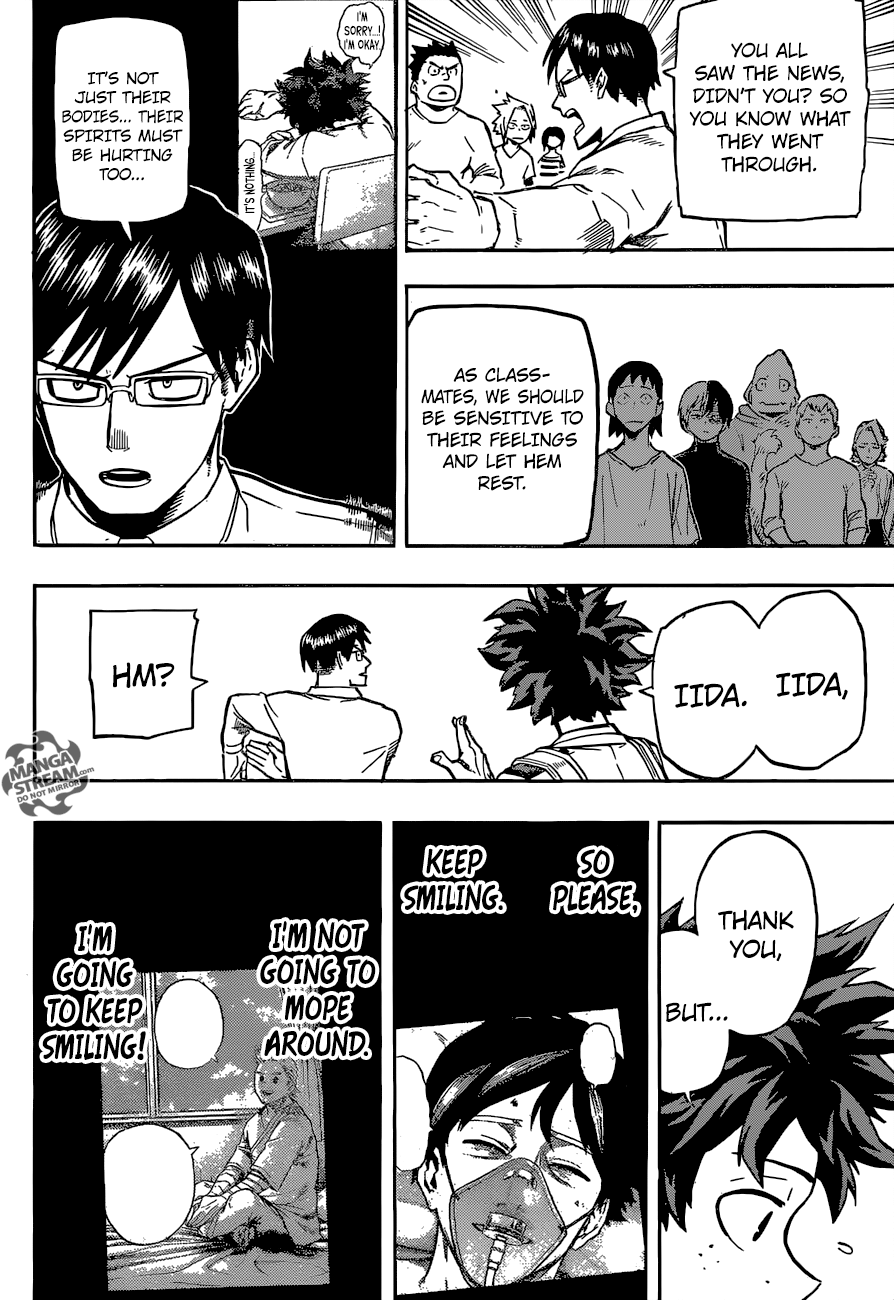 YOU ALL
SAW THE NEWS,
DIDN'T YOU? SO
YOU KNOW WHAT
THEY WENT
THROUGH.
I'M
SORRY...!
I'M OKAY.
IT'S NOTHING...
IT'S NOT
JUST THEIR
BODIES... THEIR
SPIRITS MUST
BE HURTING
TOO...
AS CLASS-
MATES, WE SHOULD
BE SENSITIVE TO
THEIR FEELINGS
AND LET HEM
REST.
IIDA,
IIDA.
HM?
MANGA
STREAM.com
DO NOT MIRROR
THANK
YOU,
BUT...
SO
PLEASE,
KEEP
SMILING.
I'M NOT
GOING TO
MOPE
AROUND.
I'M
GOING
TO KEEP
SMILING!